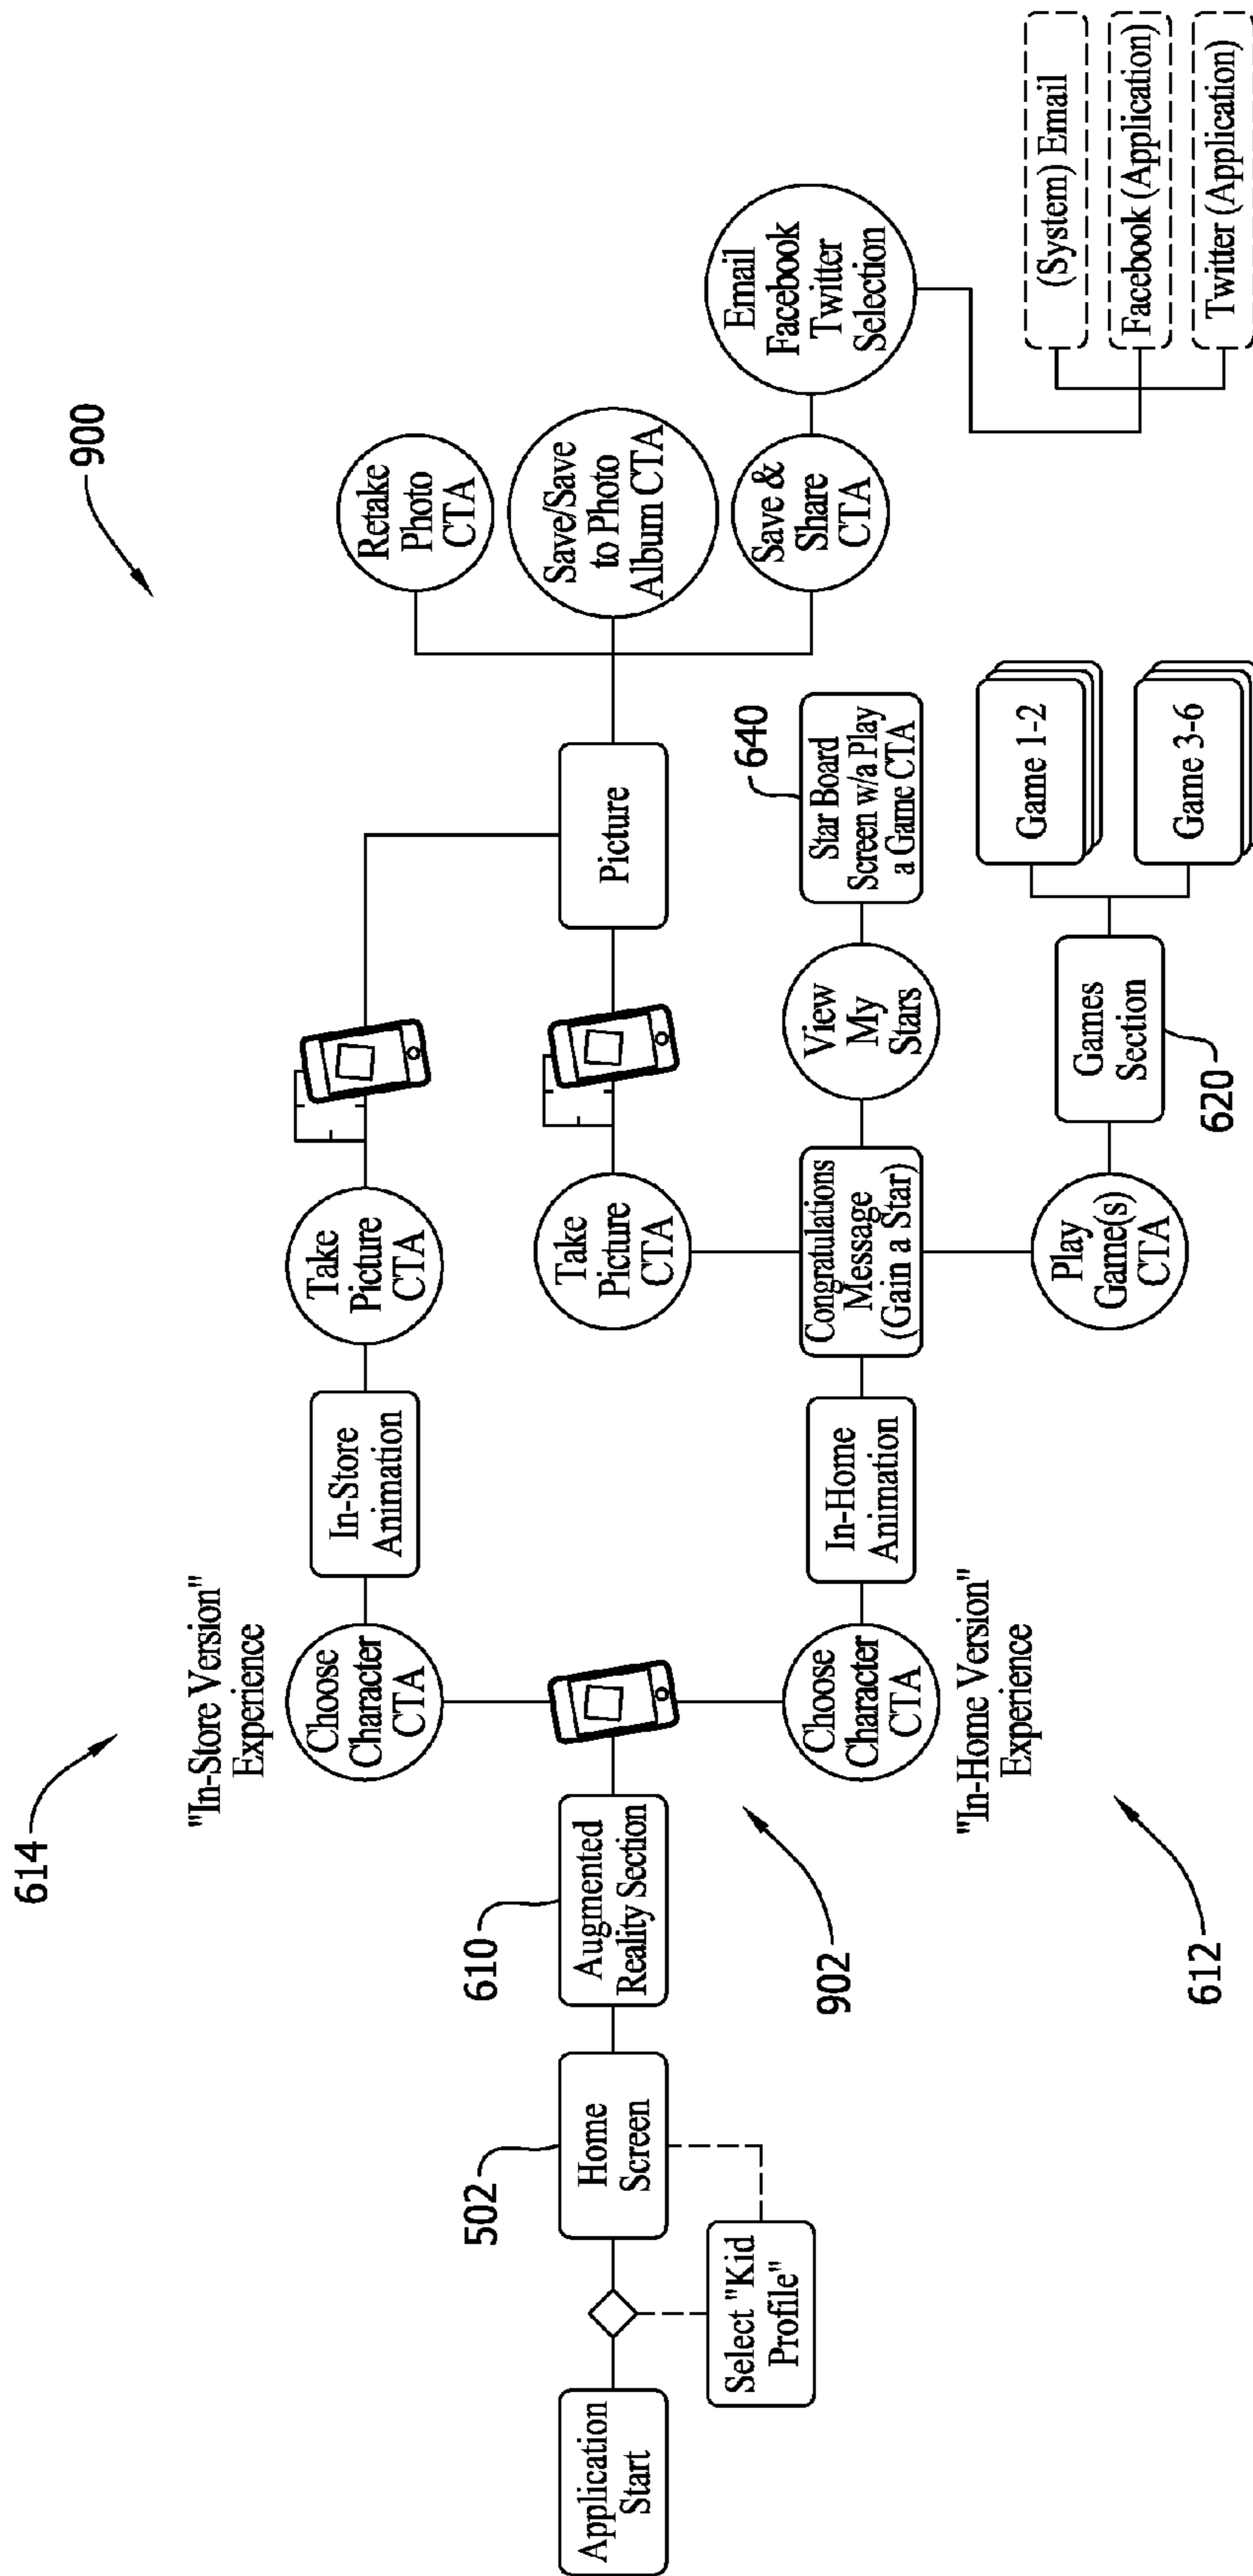 900
614
"In-Store Version"
Experience
Choose
Character
CTA
In-Store
Animation
Take
Picture
CTA
Retake
Photo
CTA
Application
Start
Select "Kid
Profile"
502
Home
Screen
610
Augmented
Reality Section
902
Take
Picture
CTA
Picture
Save/Save
to Photo
Album CTA
Save &
Share
CTA
Email
Facebook
Twitter
Selection
Choose
Character
CTA
"In-Home Version"
Experience
612
In-Home
Animation
Congratulations
Message
(Gain a Star)
View
My
Stars
640
Star Board
Screen w/a Play
a Game CTA
Play
Game(s)
CTA
Games
Section
620
Game 1-2
Game 3-6
(System) Email
Facebook (Application)
Twitter (Application)